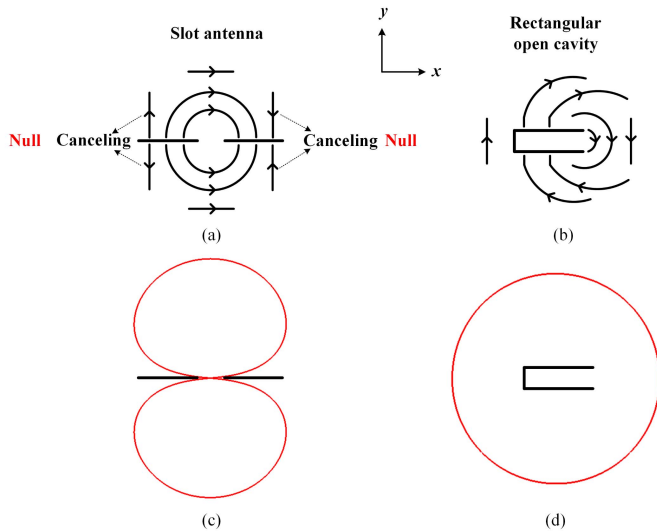 Slot antenna
y
x
Rectangular
open cavity
Null Canceling
Canceling Null
(a)
(b)
(c)
(d)